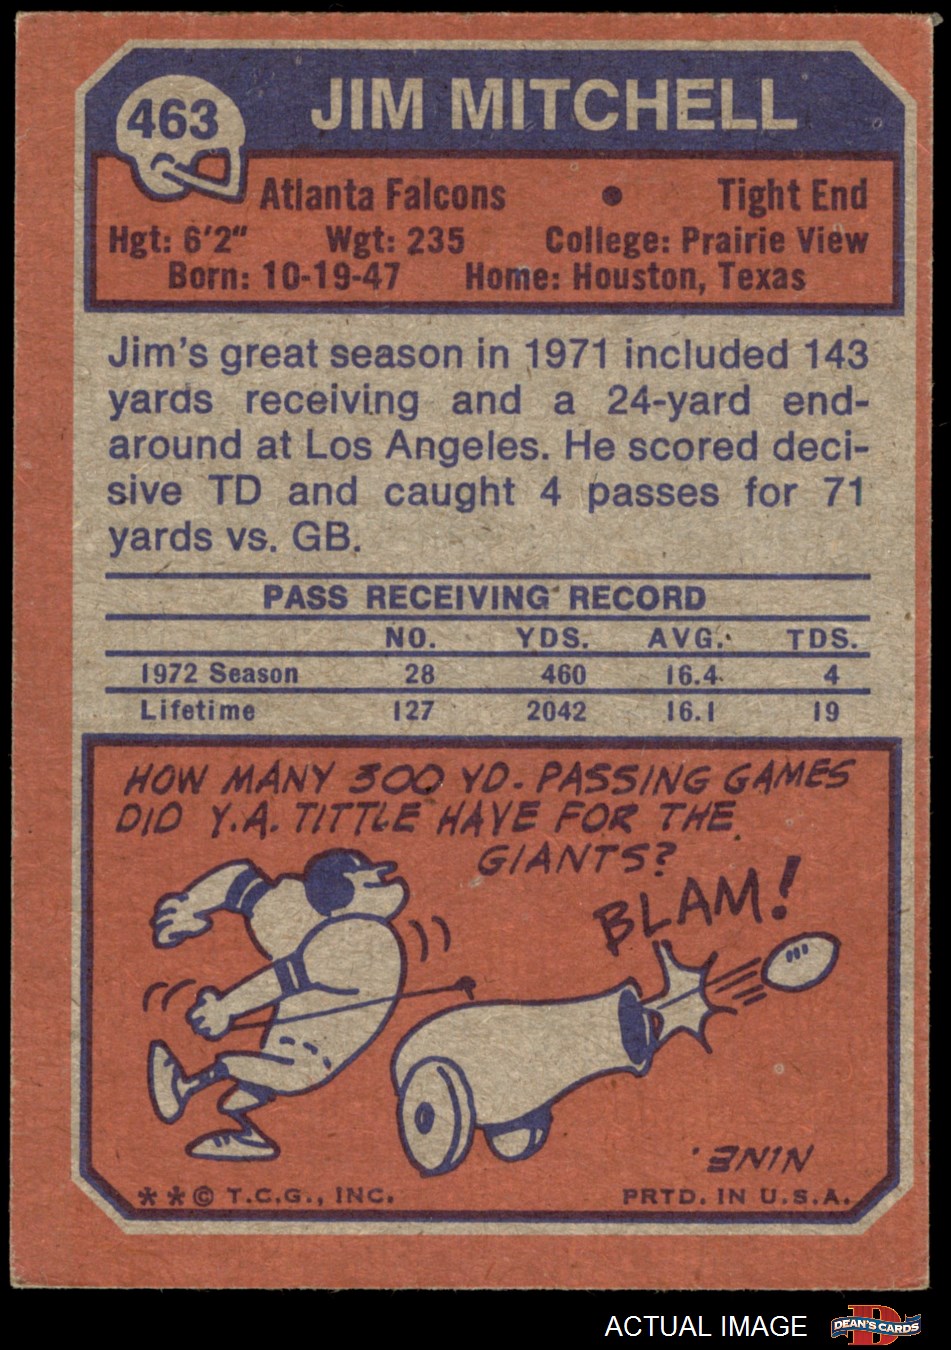 463
JIM MITCHELL
Atlanta Falcons • Tight End
Hgt: 6'2" Wgt: 235 College: Prairie View
Born: 10-19-47 Home: Houston, Texas
Jim's great season in 1971 included 143
yards receiving and a 24-yard end-
around at Los Angeles. He scored deci-
sive TD and caught 4 passes for 71
yards vs. GB.
PASS RECEIVING RECORD
NO. YDS. AVG. TDS.
1972 Season 28 460 16.4 4
Lifetime 127 2042 16.1 19
HOW MANY 300 YD. PASSING GAMES
DID Y.A. TITTLE HAVE FOR THE
GIANTS?
BLAM!
NINE.
**© T.C.G., INC. PRTD. IN U.S.A.
ACTUAL IMAGE
DEAN'S CARDS